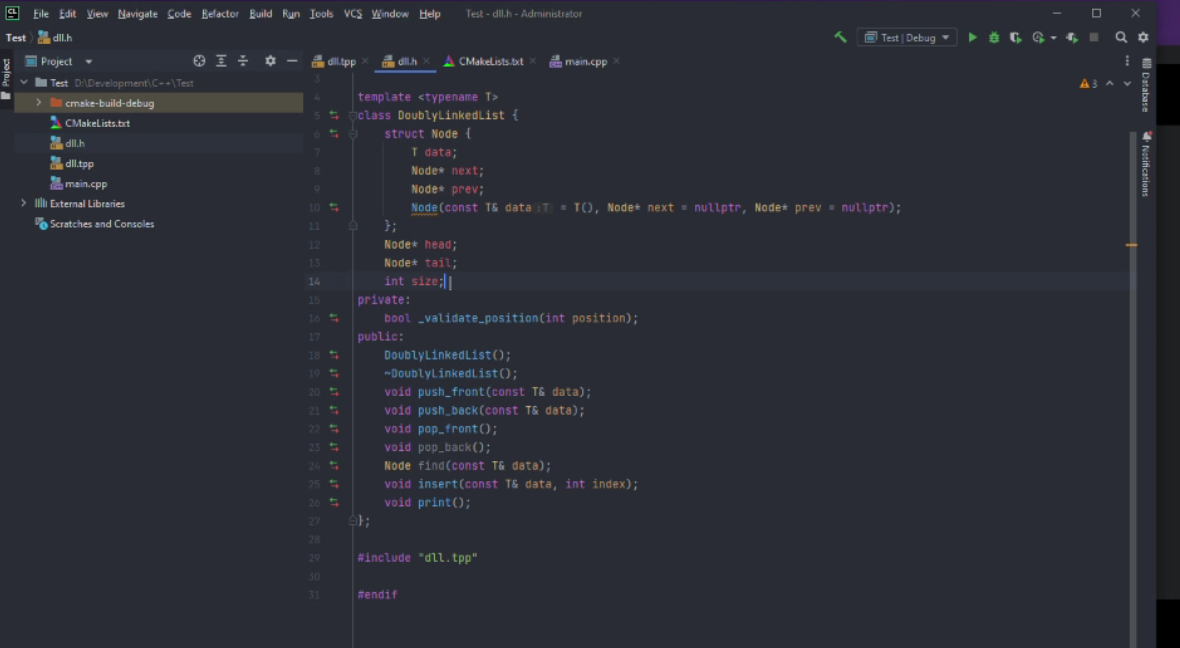 CL File Edit View Navigate Code Refactor Build Run Tools VCS Window Help Test - dll.h - Administrator
Test dll.h Test | Debug
Project
Project dll.tpp dll.h CMakeLists.txt main.cpp
Test D:\Development\C++\Test
cmake-build-debug
CMakeLists.txt
dll.h
dll.tpp
main.cpp
External Libraries
Scratches and Consoles
3
4 template <typename T>
5 class DoublyLinkedList {
6 struct Node {
7 T data;
8 Node* next;
9 Node* prev;
10 Node(const T& data : T = T(), Node* next = nullptr, Node* prev = nullptr);
11 };
12 Node* head;
13 Node* tail;
14 int size;
15 private:
16 bool _validate_position(int position);
17 public:
18 DoublyLinkedList();
19 ~DoublyLinkedList();
20 void push_front(const T& data);
21 void push_back(const T& data);
22 void pop_front();
23 void pop_back();
24 Node find(const T& data);
25 void insert(const T& data, int index);
26 void print();
27 };
28
29 #include "dll.tpp"
30
31 #endif
3
Database
Notifications